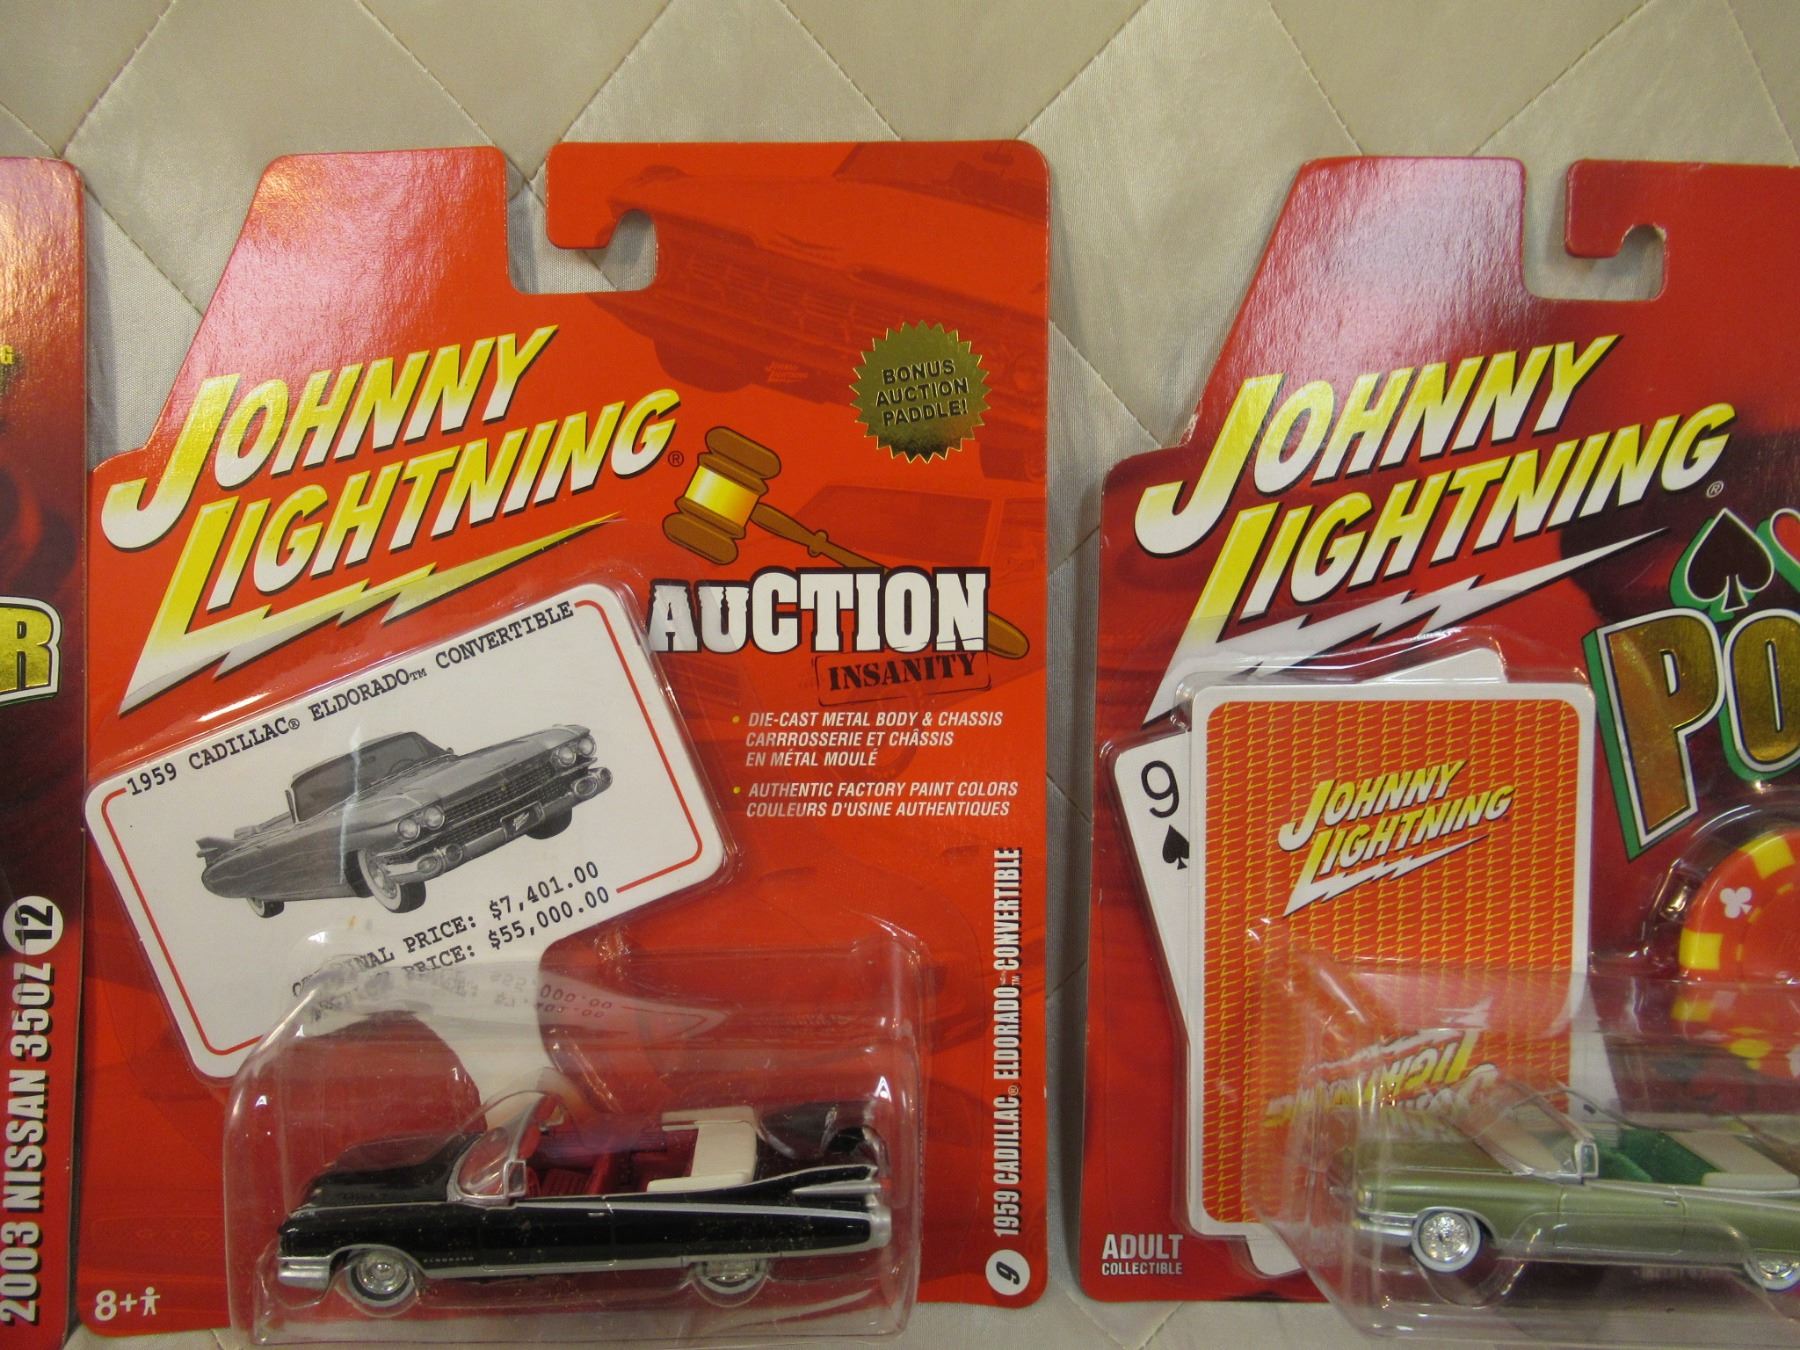 R
2003 NISSAN 350Z 12
JOHNNY
LIGHTNING®
BONUS
AUCTION
PADDLE!
AUCTION
INSANITY
• DIE-CAST METAL BODY & CHASSIS
CARRROSSERIE ET CHÂSSIS
EN MÉTAL MOULÉ
• AUTHENTIC FACTORY PAINT COLORS
COULEURS D'USINE AUTHENTIQUES
1959 CADILLAC® ELDORADO™ CONVERTIBLE
PRICE: $7,401.00
PRICE: $55,000.00
9 1959 CADILLAC® ELDORADO™ CONVERTIBLE
8+
JOHNNY
LIGHTNING®
PO
9
JOHNNY
LIGHTNING
ADULT
COLLECTIBLE